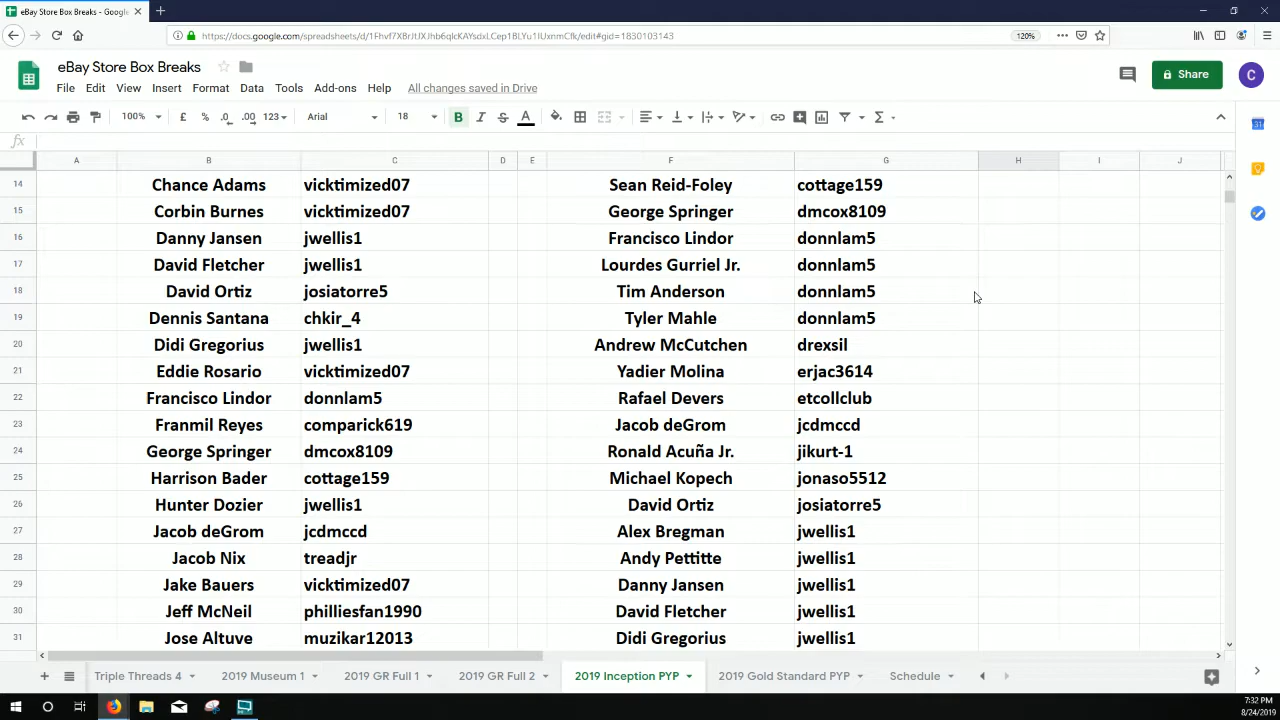 eBay Store Box Breaks - Google
https://docs.google.com/spreadsheets/d/
120%
eBay Store Box Breaks
Share
C
File Edit View Insert Format Data Tools Add-ons Help All changes saved in Drive
100% £ % .0 .00 123 Arial 18 B I S A
fx
A B C D E F G H I J
14 Chance Adams vicktimized07 Sean Reid-Foley cottage159
15 Corbin Burnes vicktimized07 George Springer dmcox8109
16 Danny Jansen jwellis1 Francisco Lindor donnlam5
17 David Fletcher jwellis1 Lourdes Gurriel Jr. donnlam5
18 David Ortiz josiatorre5 Tim Anderson donnlam5
19 Dennis Santana chkir_4 Tyler Mahle donnlam5
20 Didi Gregorius jwellis1 Andrew McCutchen drexsil
21 Eddie Rosario vicktimized07 Yadier Molina erjac3614
22 Francisco Lindor donnlam5 Rafael Devers etcollclub
23 Franmil Reyes comparick619 Jacob deGrom jcdmccd
24 George Springer dmcox8109 Ronald Acuña Jr. jikurt-1
25 Harrison Bader cottage159 Michael Kopech jonaso5512
26 Hunter Dozier jwellis1 David Ortiz josiatorre5
27 Jacob deGrom jcdmccd Alex Bregman jwellis1
28 Jacob Nix treadjr Andy Pettitte jwellis1
29 Jake Bauers vicktimized07 Danny Jansen jwellis1
30 Jeff McNeil philliesfan1990 David Fletcher jwellis1
31 Jose Altuve muzikar12013 Didi Gregorius jwellis1
Triple Threads 4 2019 Museum 1 2019 GR Full 1 2019 GR Full 2 2019 Inception PYP 2019 Gold Standard PYP Schedule
7:32 PM
8/24/2019